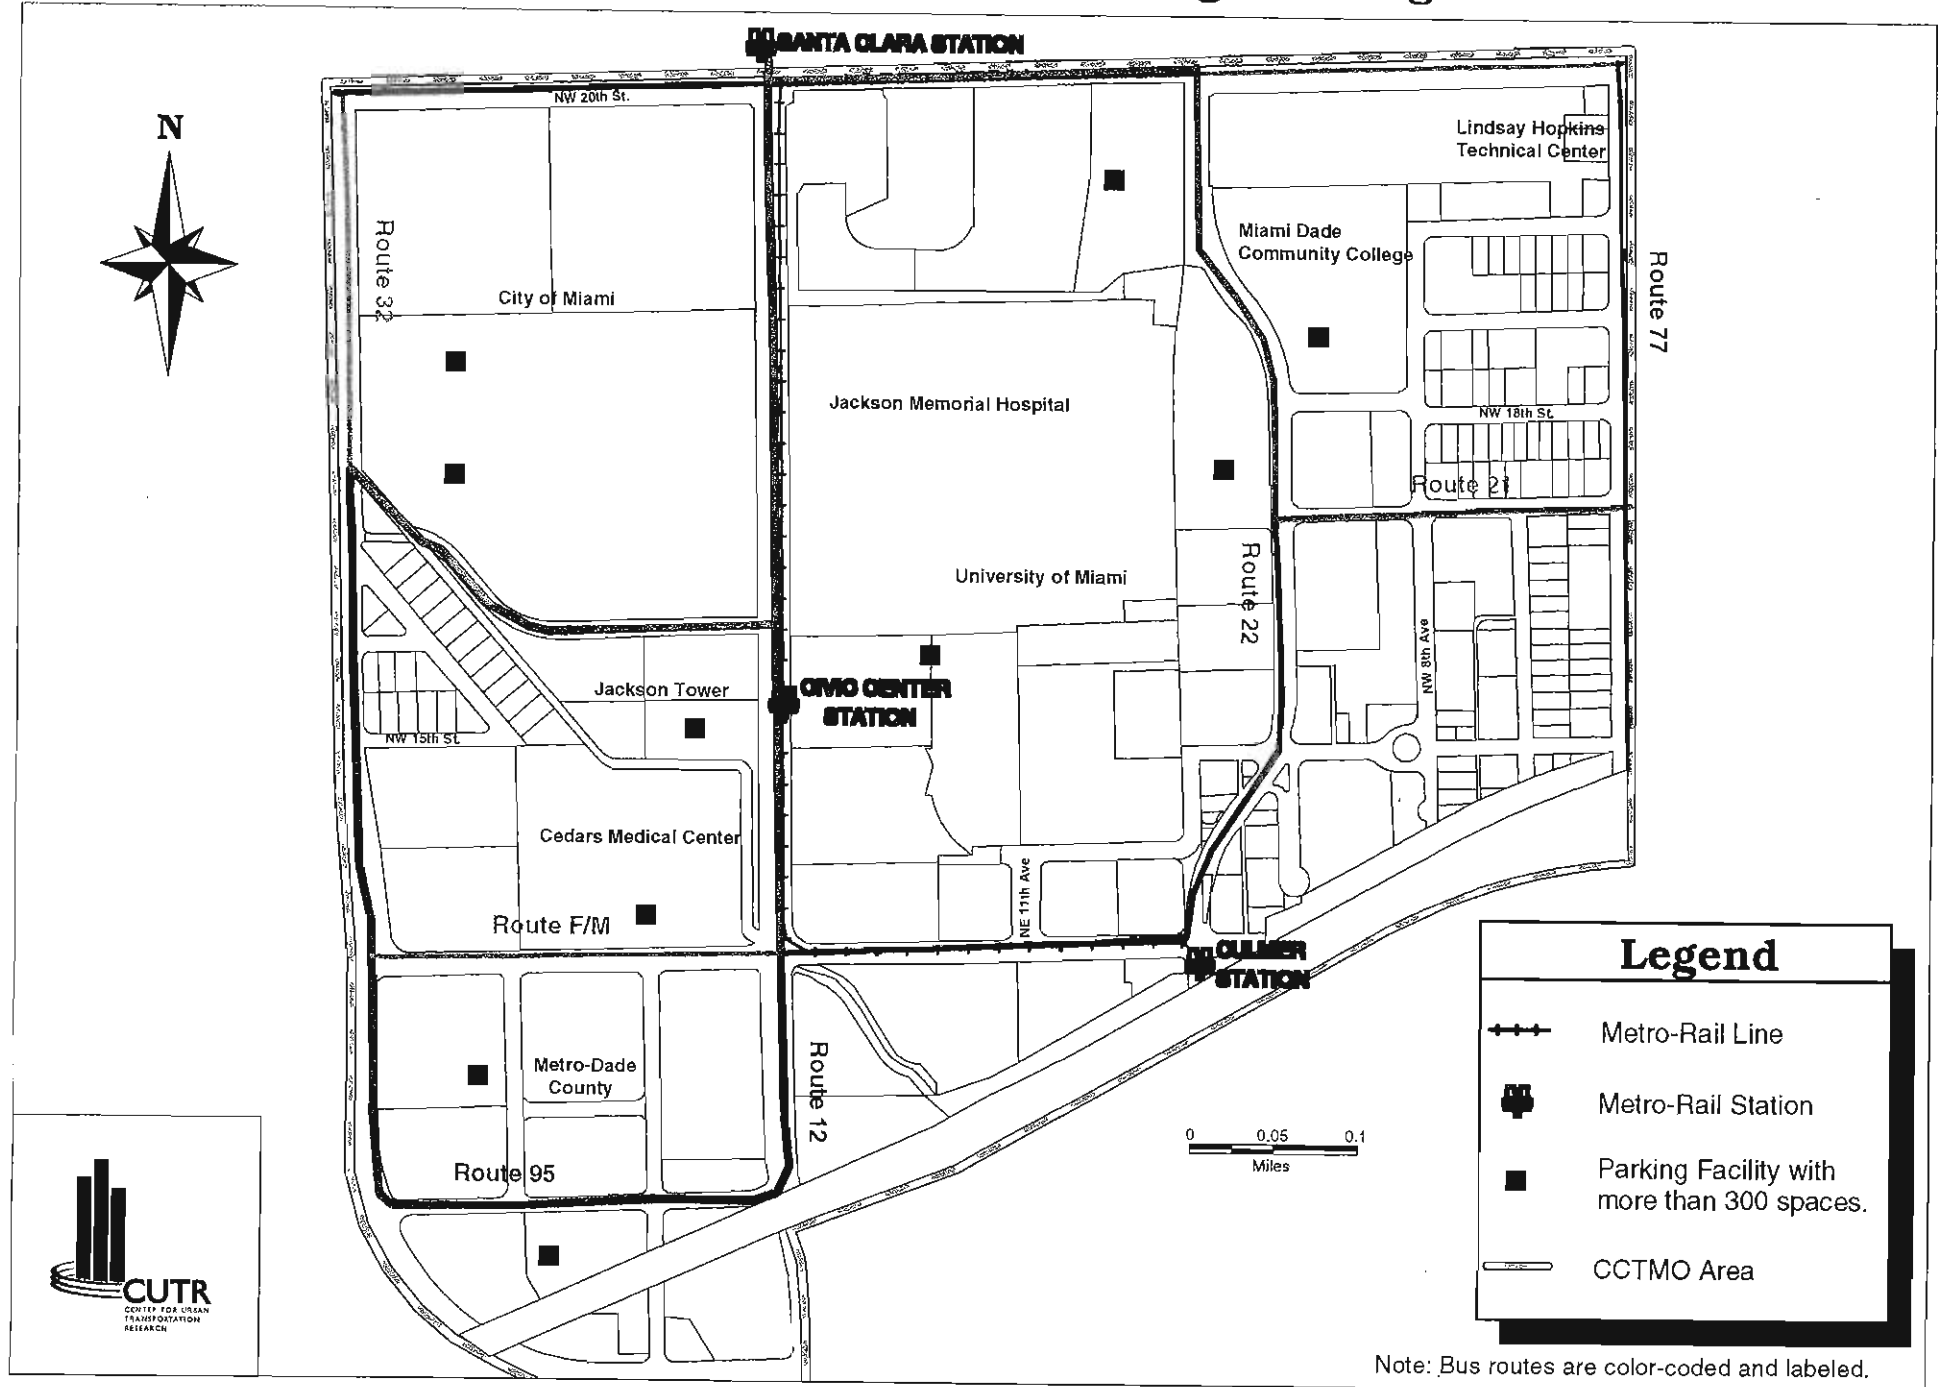 SANTA CLARA STATION
NW 20th St.
N
Lindsay Hopkins
Technical Center
Route 32
Miami Dade
Community College
Route 77
City of Miami
Jackson Memorial Hospital
NW 18th St.
Route 21
Route 22
University of Miami
NW 8th Ave
Jackson Tower
CIVIC CENTER
STATION
NW 15th St.
Cedars Medical Center
NE 11th Ave
Route F/M
CULMER
STATION
Legend
Metro-Rail Line
Metro-Rail Station
Parking Facility with
more than 300 spaces.
CCTMO Area
Metro-Dade
County
Route 12
0 0.05 0.1
Miles
Route 95
CUTR
CENTER FOR URBAN
TRANSPORTATION
RESEARCH
Note: Bus routes are color-coded and labeled.